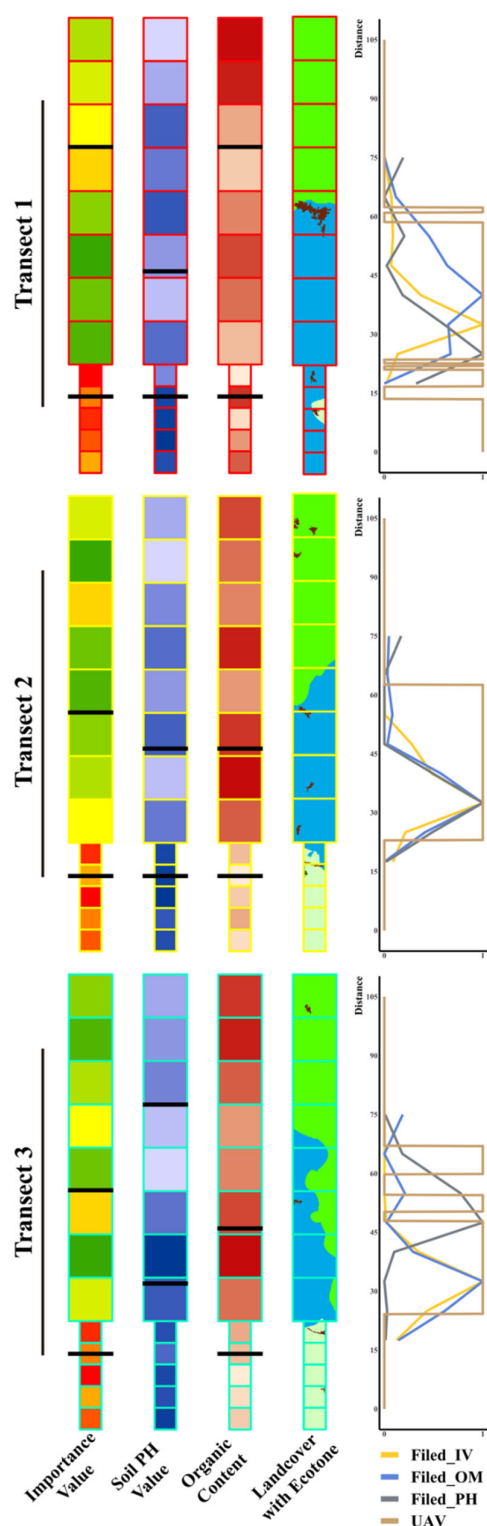 Distance
105
90
75
60
45
30
15
0
0
1
Transect 1
Distance
105
90
75
60
45
30
15
0
0
1
Transect 2
Distance
105
90
75
60
45
30
15
0
0
1
Transect 3
Importance
Value
Soil PH
Value
Organic
Content
Landcover
with Ecotone
Filed_IV
Filed_OM
Filed_PH
UAV